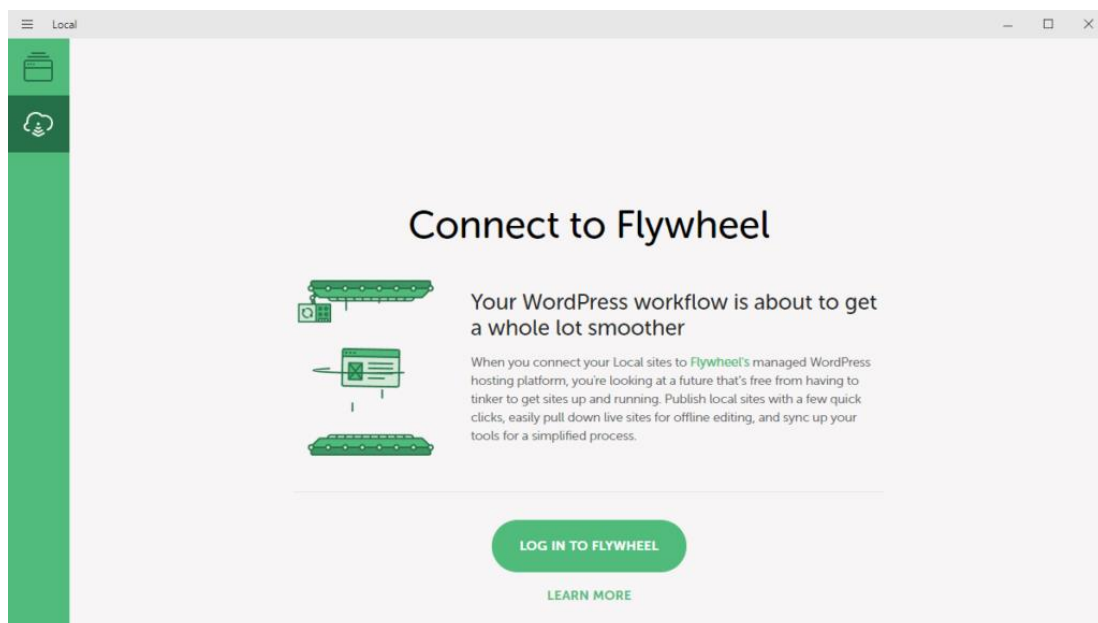 Local
Connect to Flywheel
Your WordPress workflow is about to get
a whole lot smoother
When you connect your Local sites to Flywheel's managed WordPress
hosting platform, you're looking at a future that's free from having to
tinker to get sites up and running. Publish local sites with a few quick
clicks, easily pull down live sites for offline editing, and sync up your
tools for a simplified process.
LOG IN TO FLYWHEEL
LEARN MORE